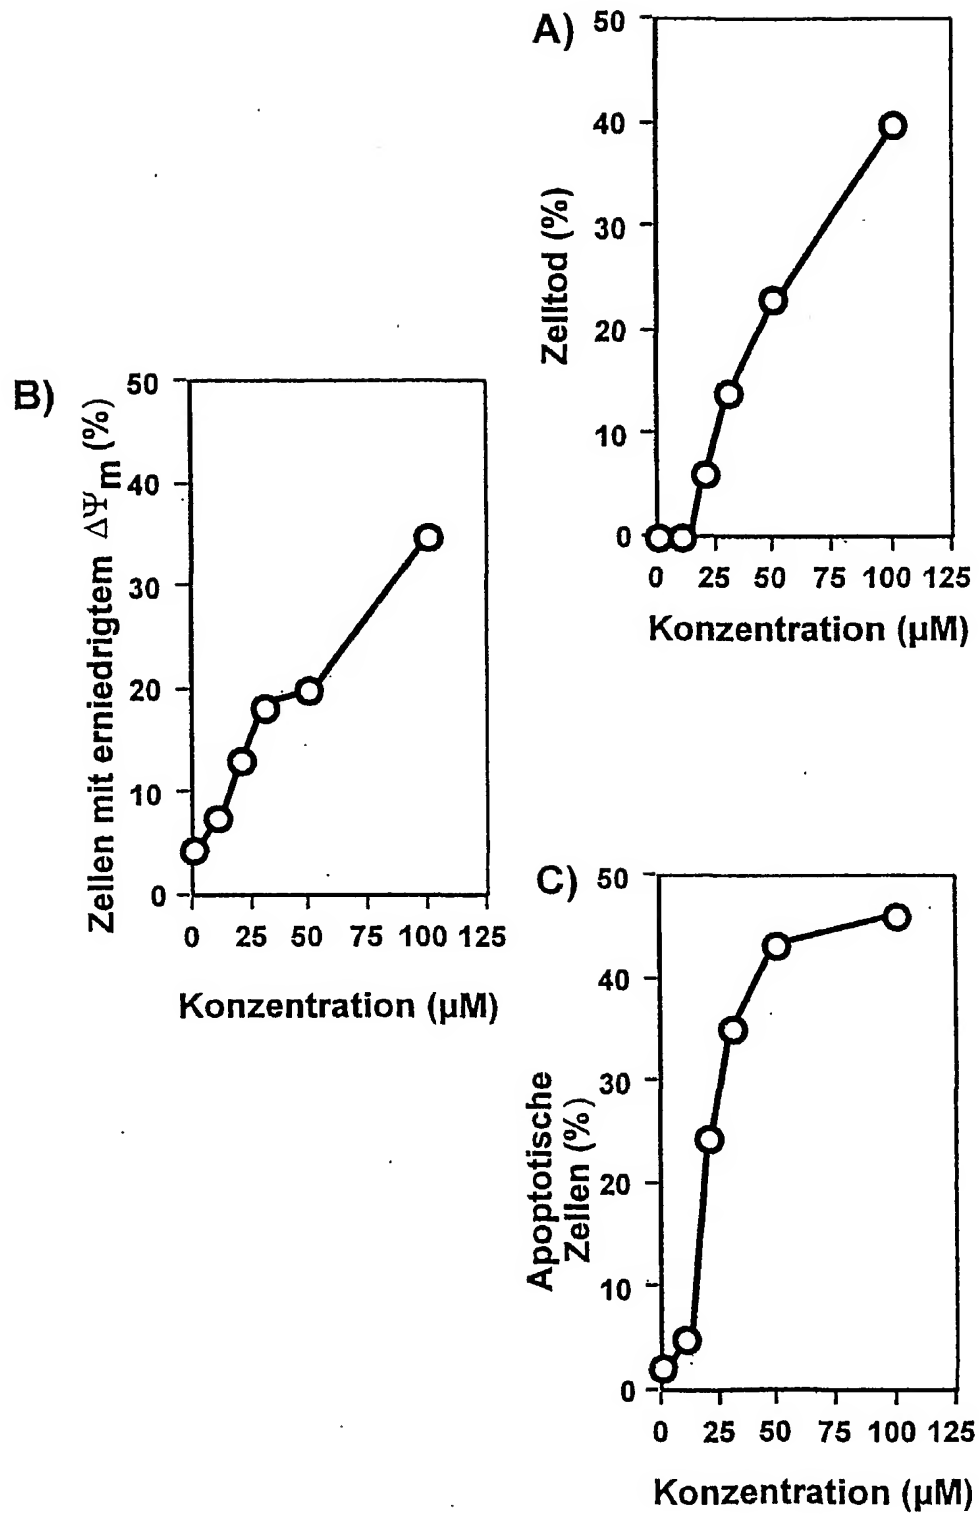 A)
Zelltod (%)
50
40
30
20
10
0
0 25 50 75 100 125
Konzentration (µM)
B)
Zellen mit erniedrigtem ΔΨm (%)
50
40
30
20
10
0
0 25 50 75 100 125
Konzentration (µM)
C)
Apoptotische
Zellen (%)
50
40
30
20
10
0
0 25 50 75 100 125
Konzentration (µM)